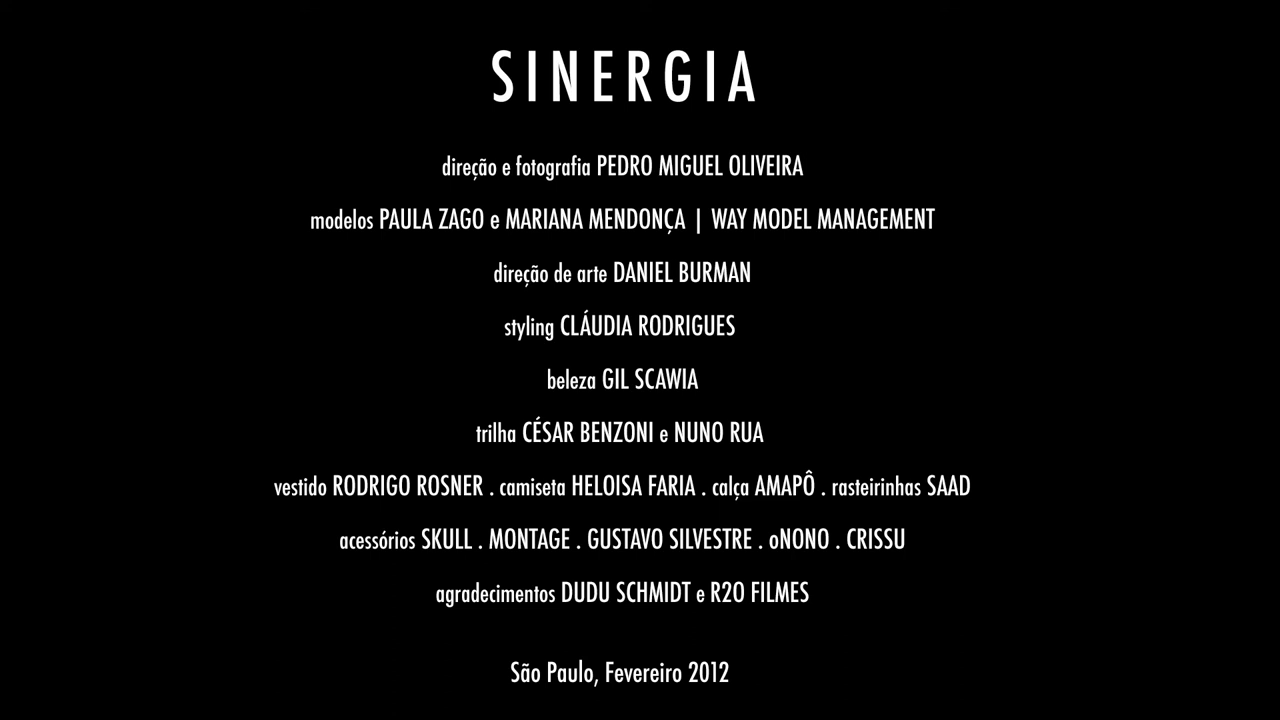 SINERGIA
direção e fotografia PEDRO MIGUEL OLIVEIRA
modelos PAULA ZAGO e MARIANA MENDONÇA | WAY MODEL MANAGEMENT
direção de arte DANIEL BURMAN
styling CLÁUDIA RODRIGUES
beleza GIL SCAWIA
trilha CÉSAR BENZONI e NUNO RUA
vestido RODRIGO ROSNER . camiseta HELOISA FARIA . calça AMAPÔ . rasteirinhas SAAD
acessórios SKULL . MONTAGE . GUSTAVO SILVESTRE . oNONO . CRISSU
agradecimentos DUDU SCHMIDT e R2O FILMES
São Paulo, Fevereiro 2012